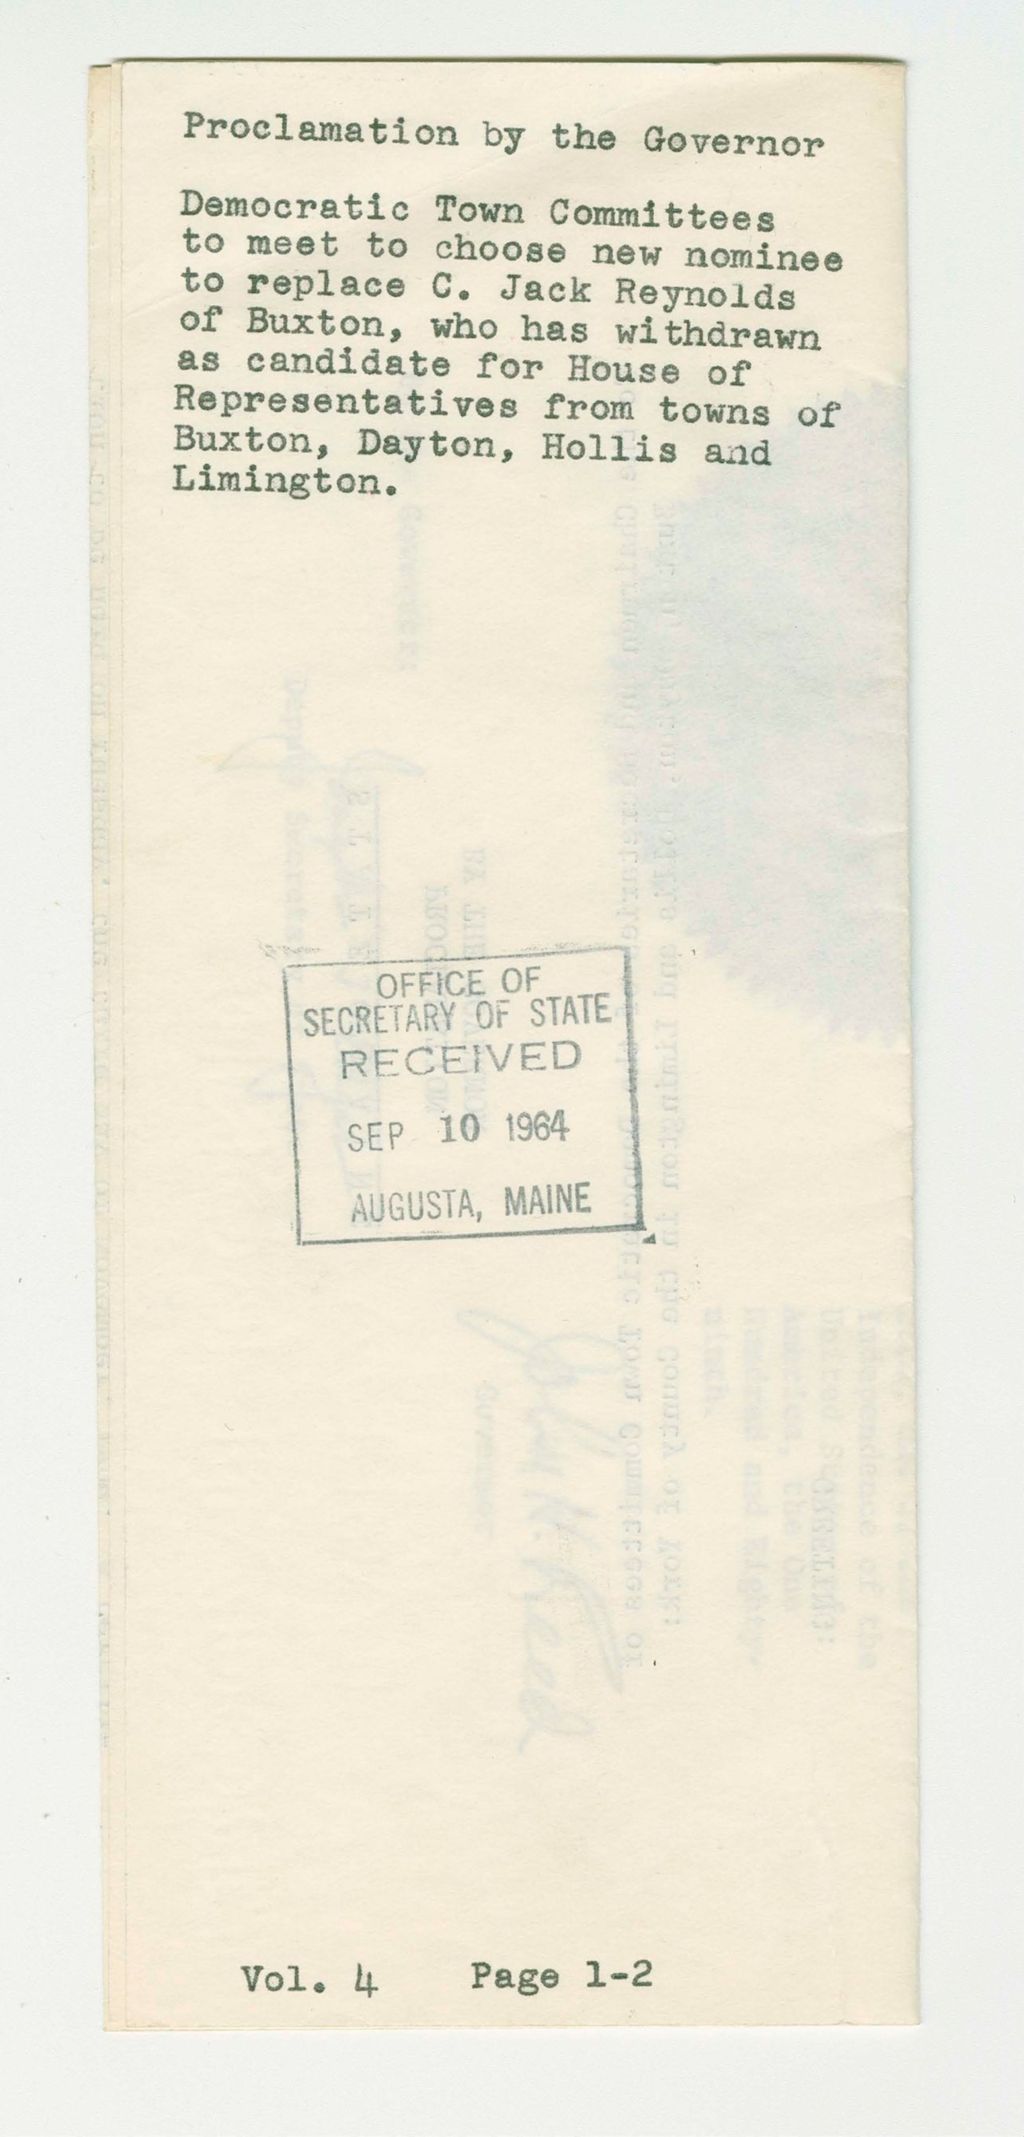 Proclamation by the Governor
Democratic Town Committees
to meet to choose new nominee
to replace C. Jack Reynolds
of Buxton, who has withdrawn
as candidate for House of
Representatives from towns of
Buxton, Dayton, Hollis and
Limington.
OFFICE OF
SECRETARY OF STATE
RECEIVED
SEP 10 1964
AUGUSTA, MAINE
Vol. 4 Page 1-2